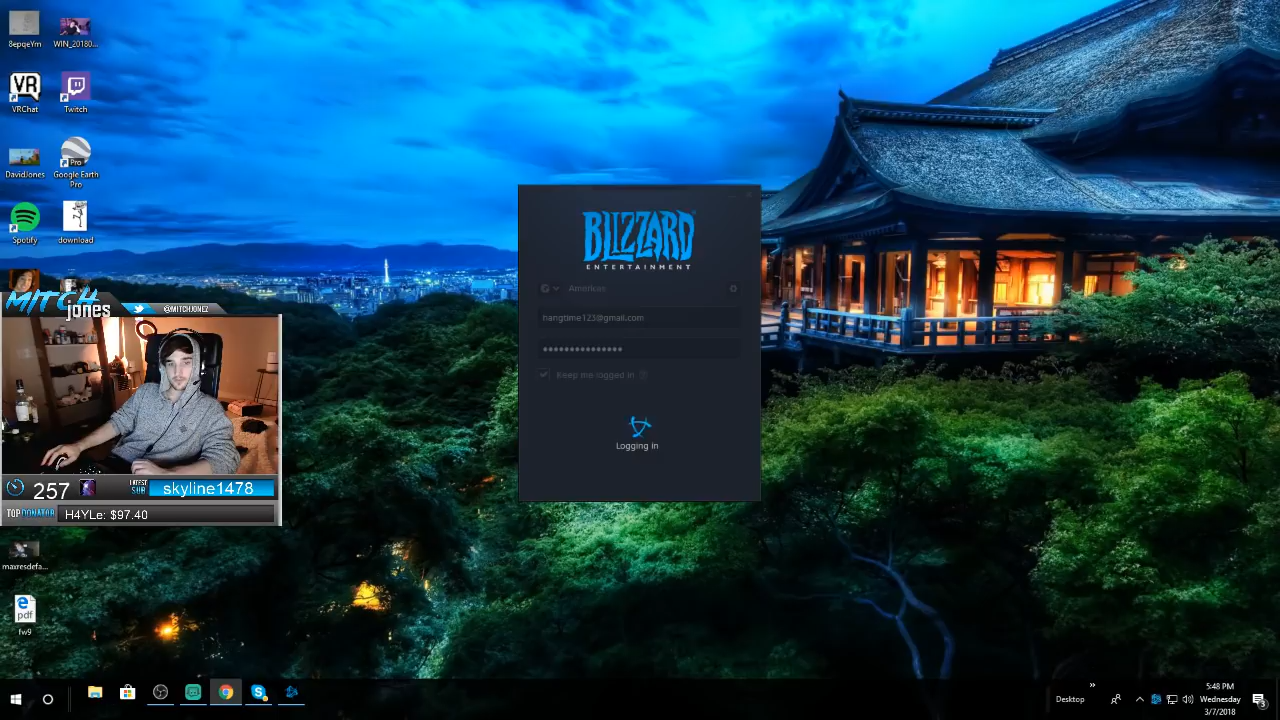 8epqeYm
WIN_20180...
VRChat
Twitch
DavidJones
Google Earth
Pro
Spotify
download
MITCH
jones
@MITCHJONEZ
257
LATEST
SUB
skyline1478
TOP DONATOR
H4YLe: $97.40
maxresdefa...
fw9
BLIZZARD
ENTERTAINMENT
Americas
hangtime123@gmail.com
Keep me logged in
Logging in
Desktop
5:48 PM
Wednesday
3/7/2018
3
VR
Pro
pdf